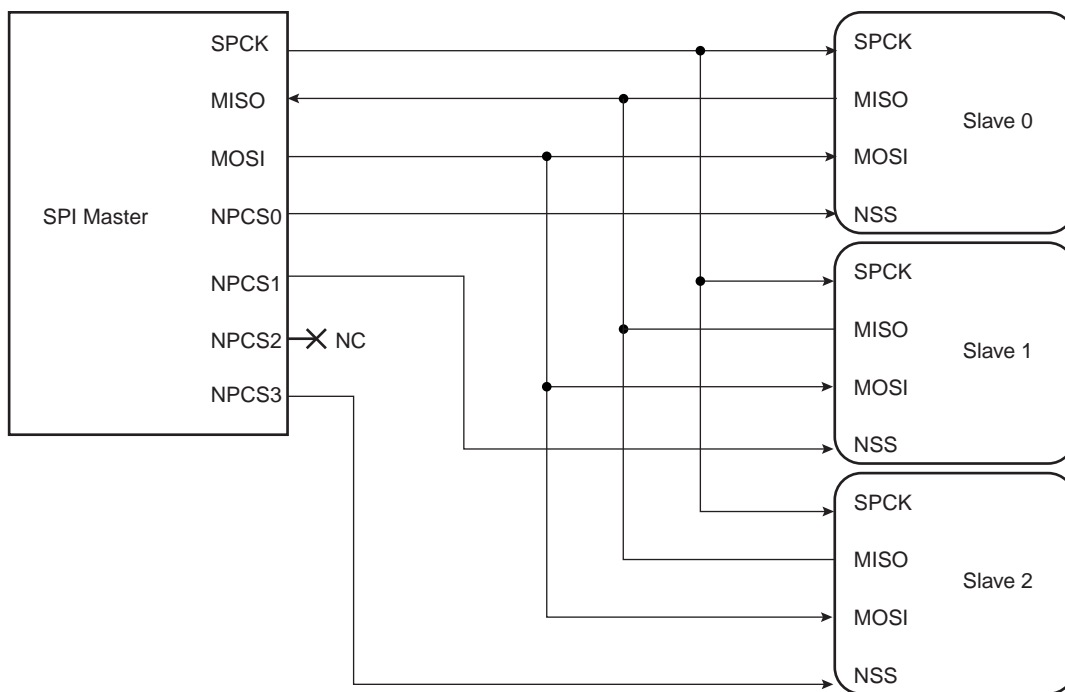 SPI Master
SPCK
MISO
MOSI
NPCS0
NPCS1
NPCS2
NC
NPCS3
SPCK
MISO
Slave 0
MOSI
NSS
SPCK
MISO
Slave 1
MOSI
NSS
SPCK
MISO
Slave 2
MOSI
NSS